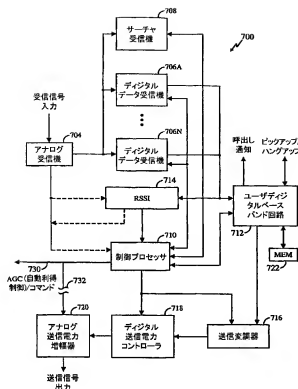 708
700
サーチャ
受信機
706A
ディジタル
データ受信機
受信信号
入力
704
アナログ
受信機
706N
ディジタル
データ受信機
呼出し
通知
ピックアップ/
ハングアップ
714
RSSI
ユーザディジ
タルベース
バンド回路
712
710
制御プロセッサ
730
AGC(自動利得
制御)/コマンド
732
MEM
722
720
アナログ
送信電力
増幅器
718
ディジタル
送信電力
コントローラ
716
送信変調器
送信信号
出力